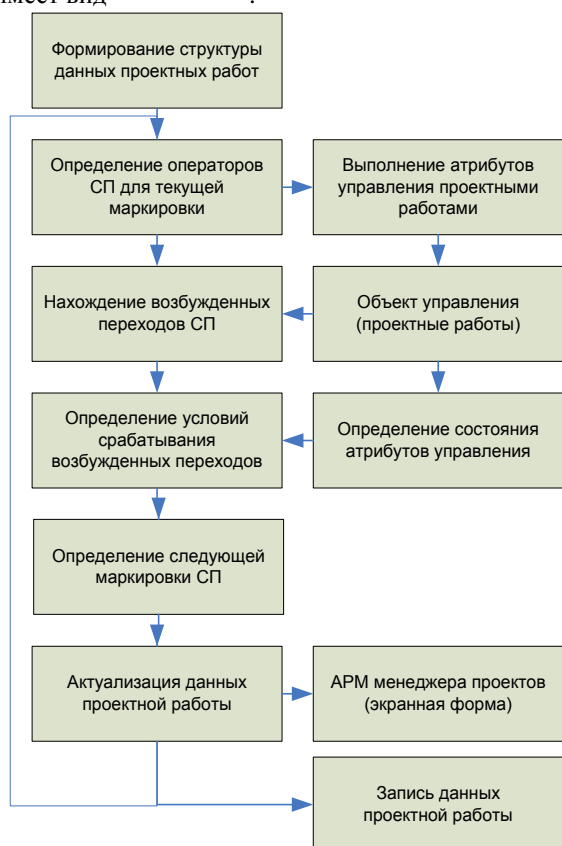 имеет вид
Формирование структуры
данных проектных работ
Определение операторов
СП для текущей
маркировки
Выполнение атрибутов
управления проектными
работами
Нахождение возбужденных
переходов СП
Объект управления
(проектные работы)
Определение условий
срабатывания
возбужденных переходов
Определение состояния
атрибутов управления
Определение следующей
маркировки СП
Актуализация данных
проектной работы
АРМ менеджера проектов
(экранная форма)
Запись данных
проектной работы